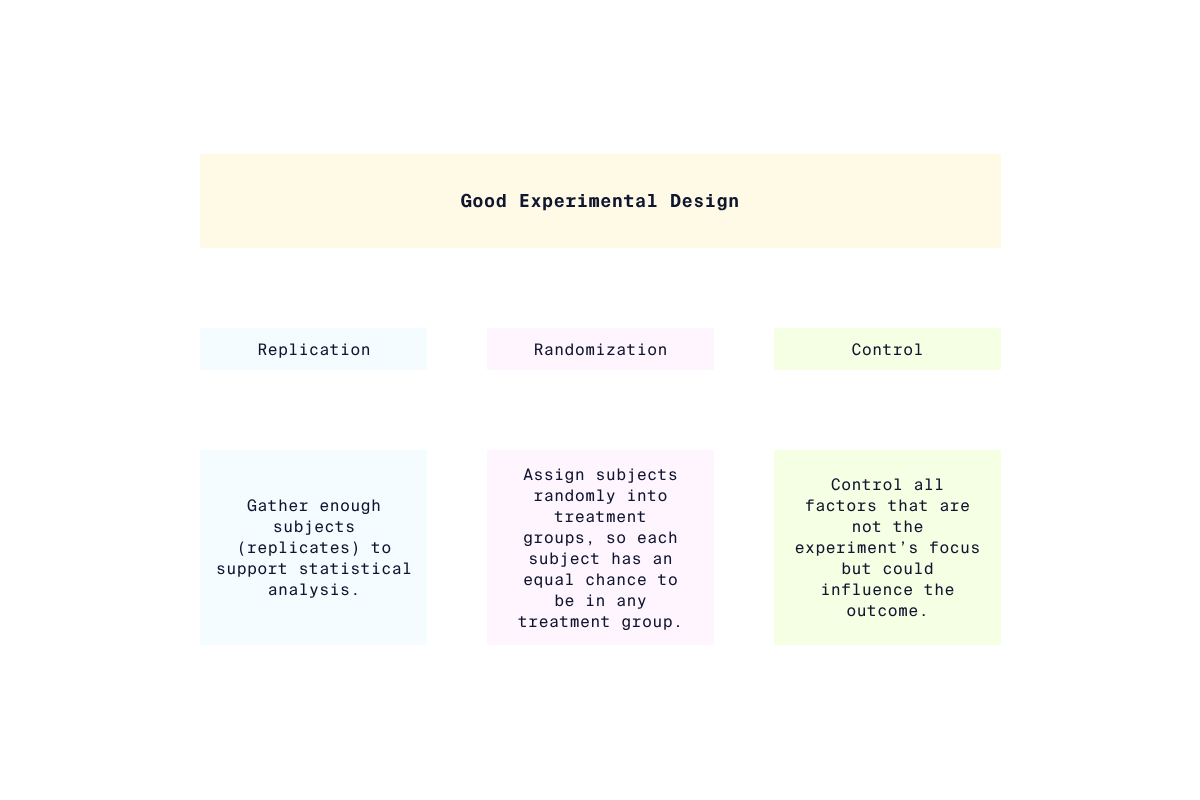 Good Experimental Design
Replication
Randomization
Control
Gather enough
subjects
(replicates) to
support statistical
analysis.
Assign subjects
randomly into
treatment
groups, so each
subject has an
equal chance to
be in any
treatment group.
Control all
factors that are
not the
experiment’s focus
but could
influence the
outcome.